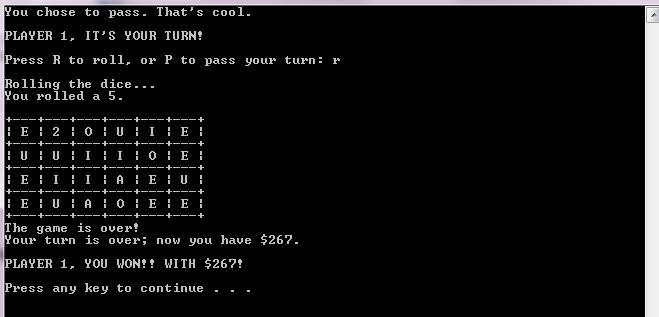 You chose to pass. That's cool.
PLAYER 1, IT'S YOUR TURN!
Press R to roll, or P to pass your turn: r
Rolling the dice...
You rolled a 5.
+---+---+---+---+---+---+
¦ E ¦ 2 ¦ O ¦ U ¦ I ¦ E ¦
+---+---+---+---+---+---+
¦ U ¦ U ¦ I ¦ I ¦ O ¦ E ¦
+---+---+---+---+---+---+
¦ E ¦ I ¦ I ¦ A ¦ E ¦ U ¦
+---+---+---+---+---+---+
¦ E ¦ U ¦ A ¦ O ¦ E ¦ E ¦
+---+---+---+---+---+---+
The game is over!
Your turn is over; now you have $267.
PLAYER 1, YOU WON!! WITH $267!
Press any key to continue . . .